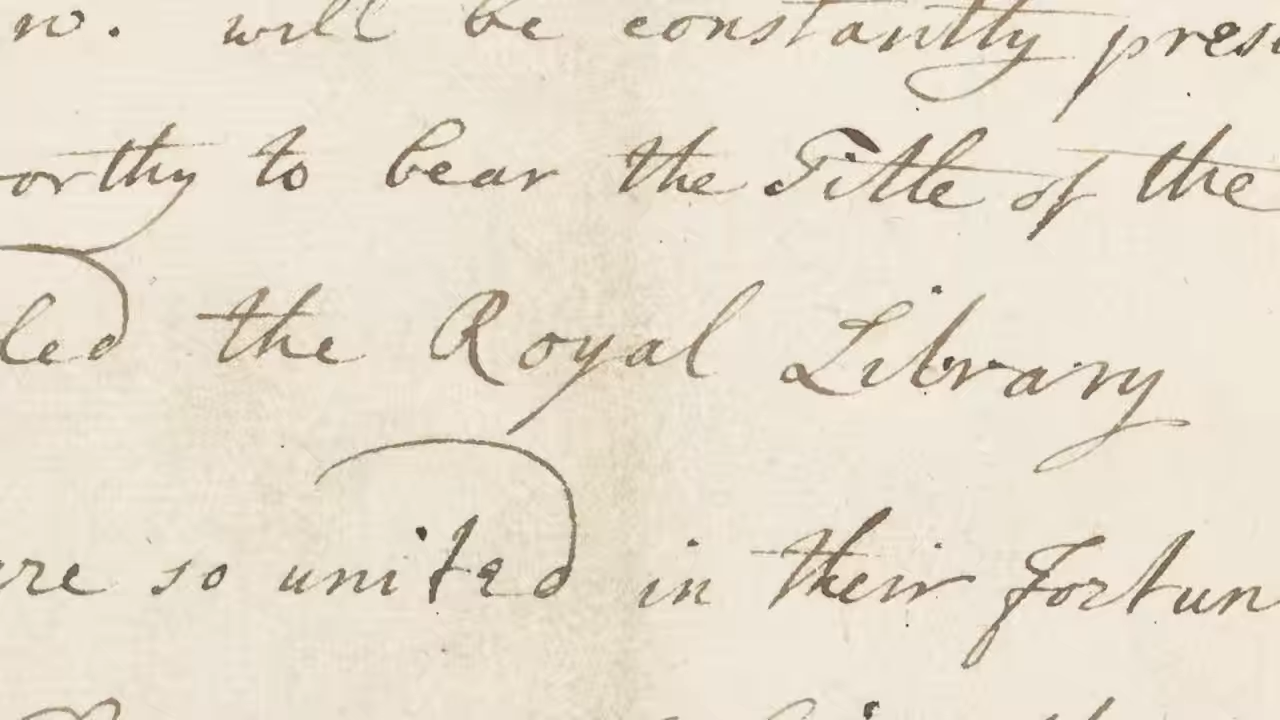 w. will be constantly pres
orthy to bear the Title of the
led the Royal Library
re so united in their Fortun